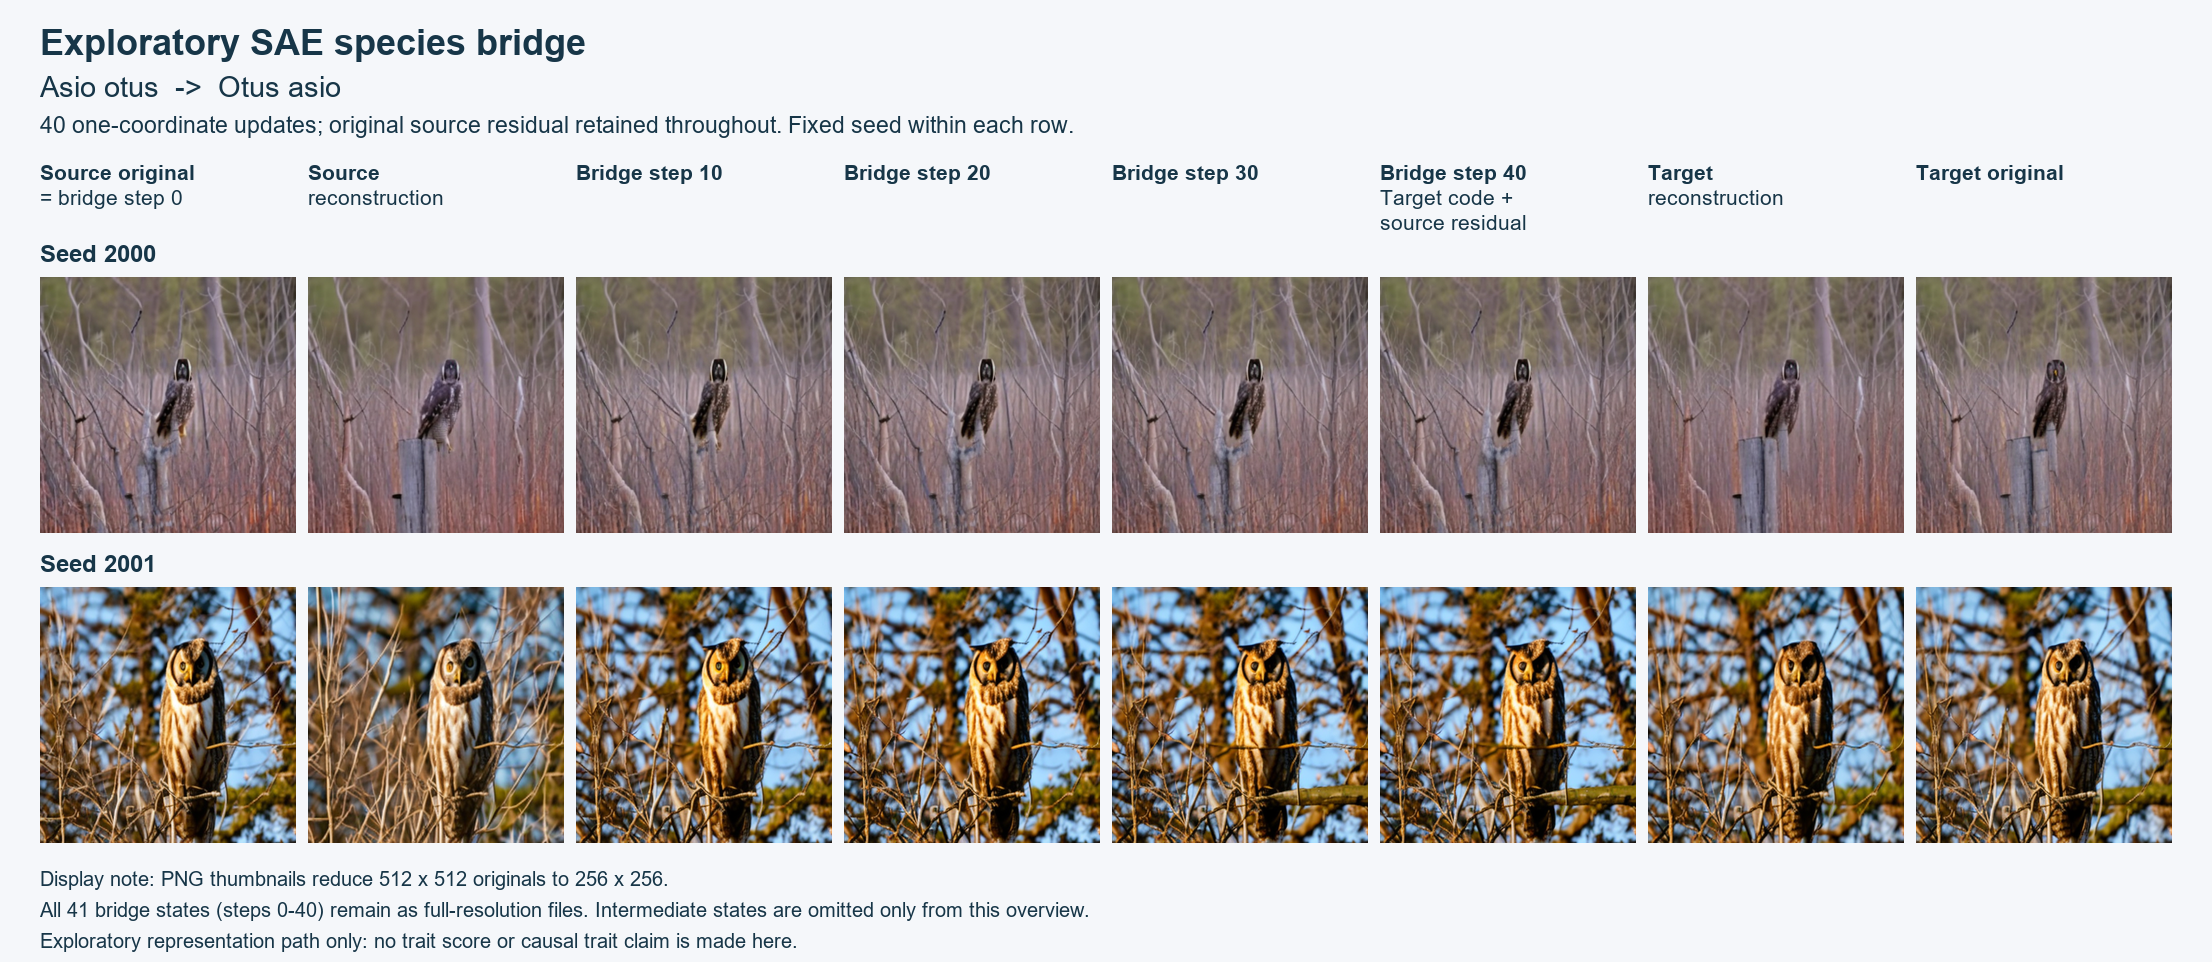 Exploratory SAE species bridge
Asio otus -> Otus asio
40 one-coordinate updates; original source residual retained throughout. Fixed seed within each row.
Source original
= bridge step 0
Source
reconstruction
Bridge step 10
Bridge step 20
Bridge step 30
Bridge step 40
Target code +
source residual
Target
reconstruction
Target original
Seed 2000
Seed 2001
Display note: PNG thumbnails reduce 512 x 512 originals to 256 x 256.
All 41 bridge states (steps 0-40) remain as full-resolution files. Intermediate states are omitted only from this overview.
Exploratory representation path only: no trait score or causal trait claim is made here.